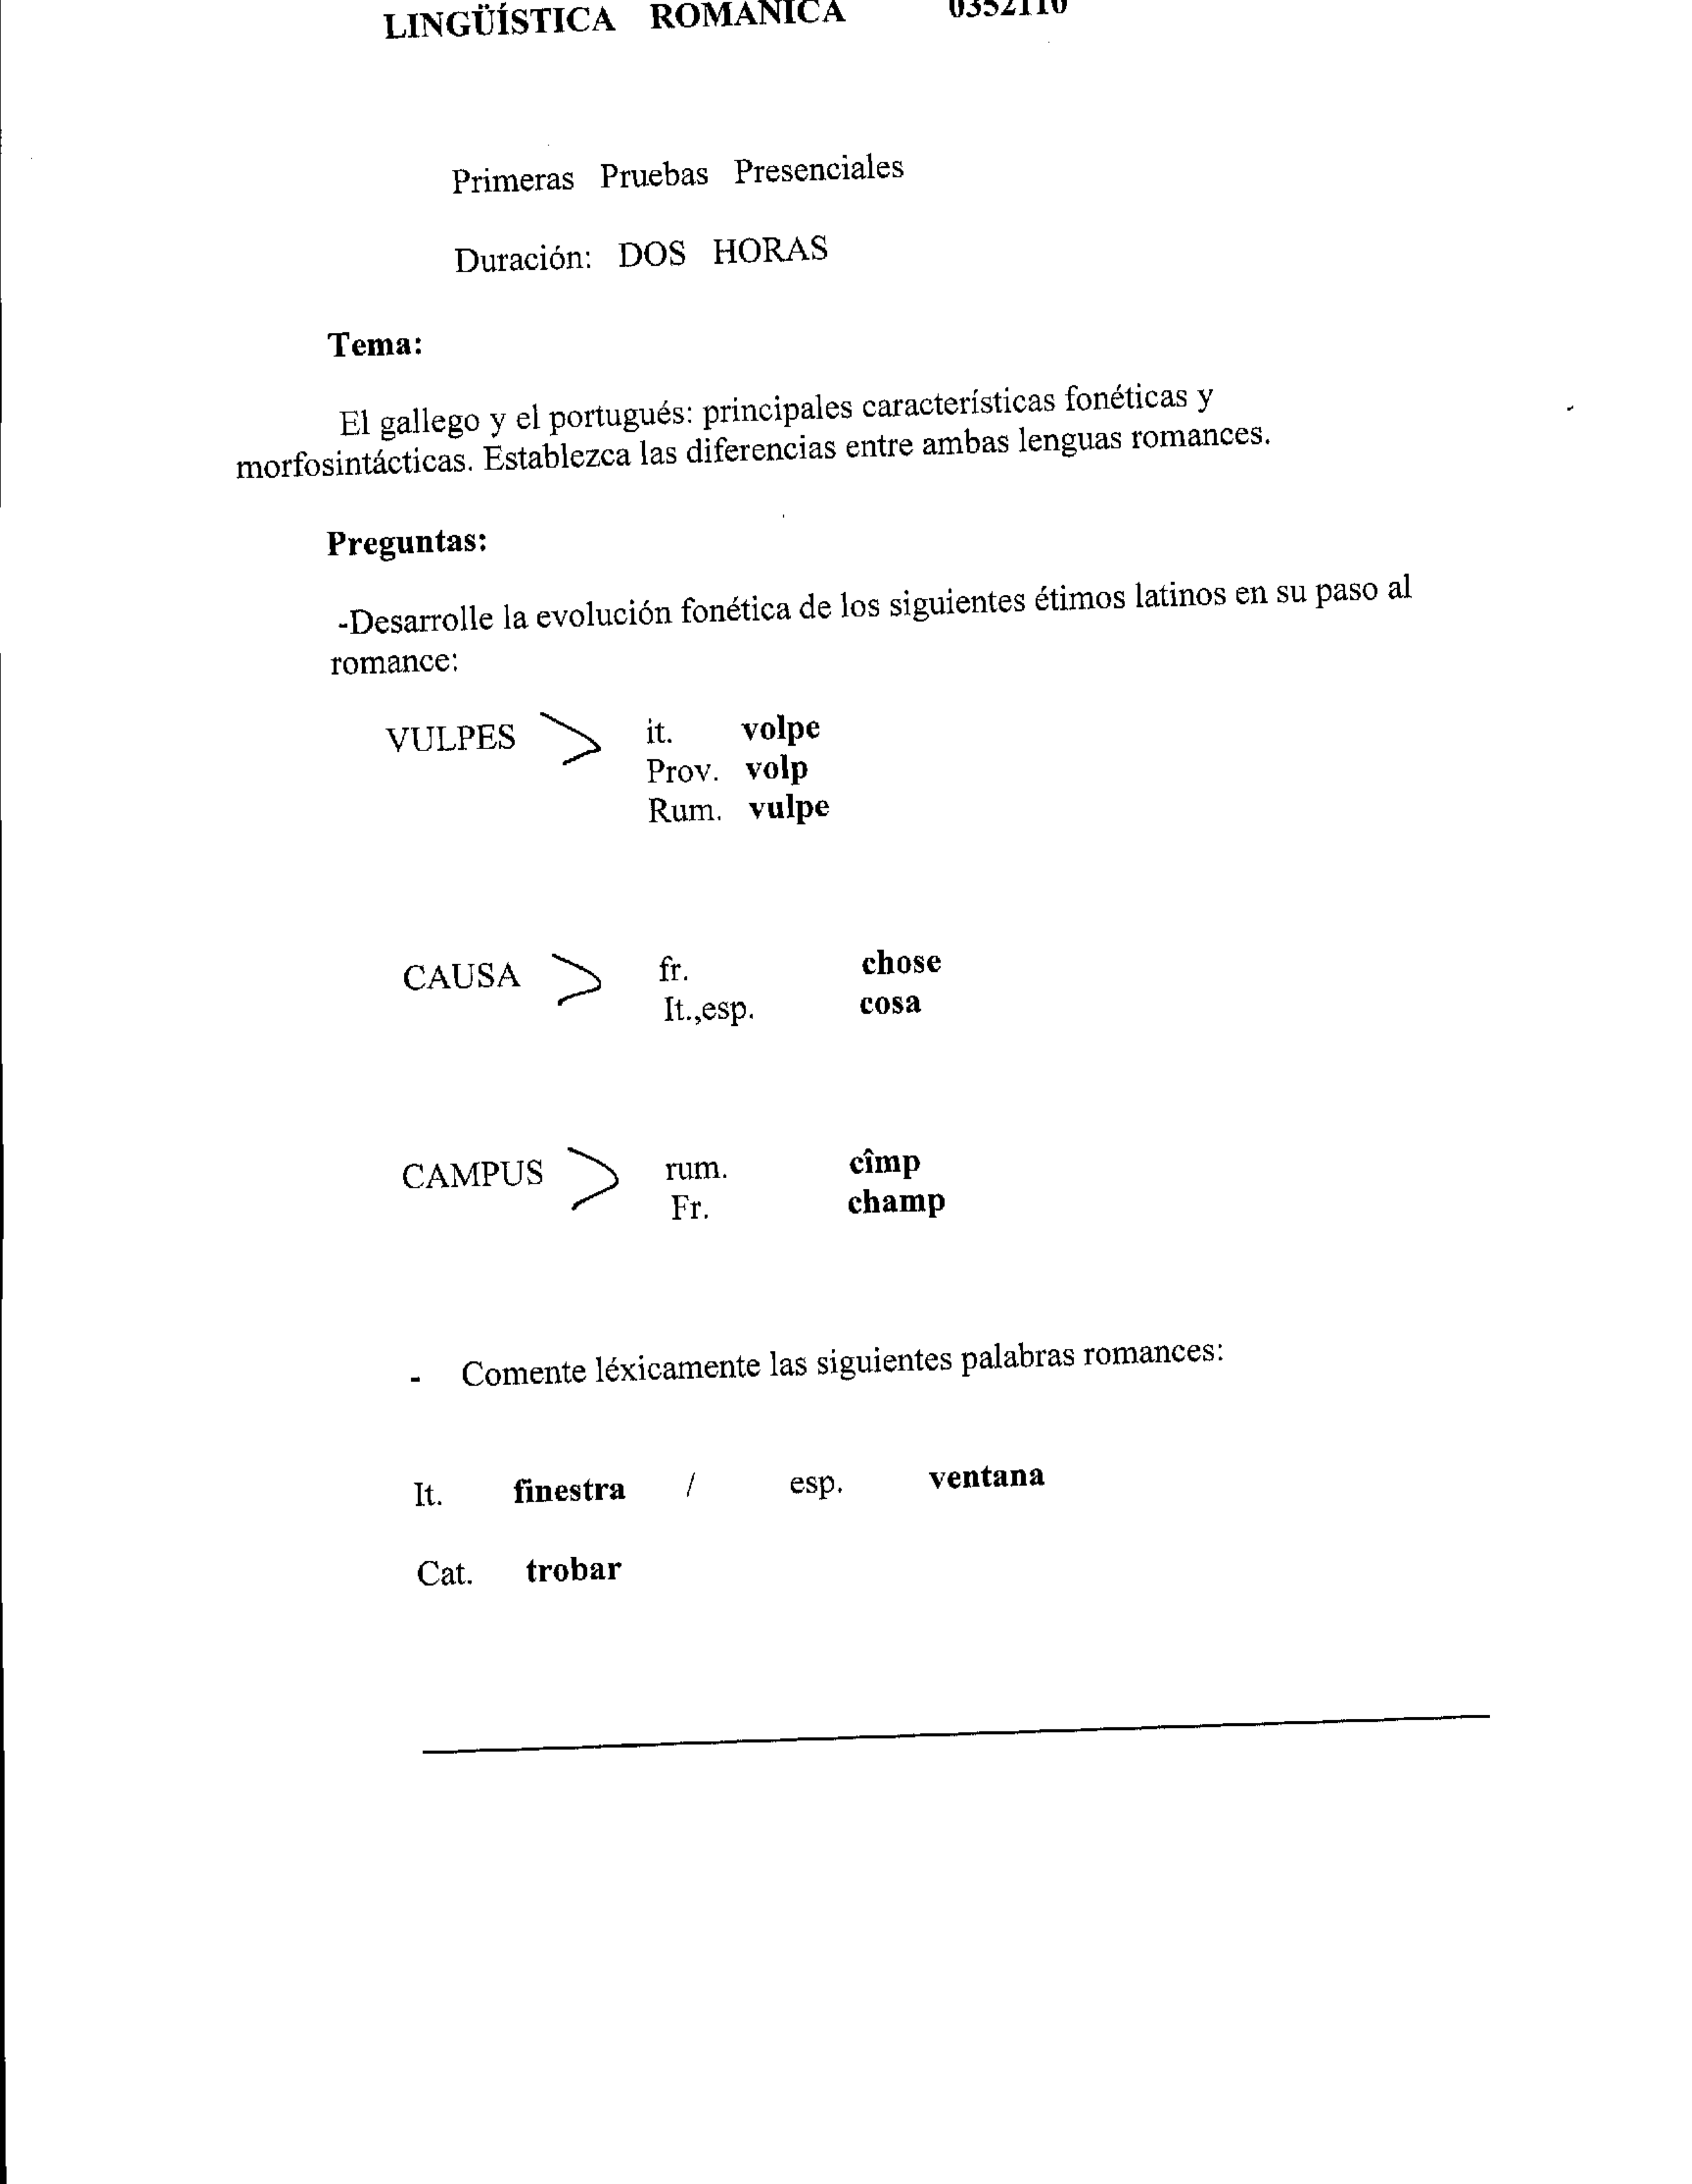 LINGÜÍSTICA ROMANICA 0352110
Primeras Pruebas Presenciales
Duración: DOS HORAS
Tema:
El gallego y el portugués: principales características fonéticas y
morfosintácticas. Establezca las diferencias entre ambas lenguas romances.
Preguntas:
-Desarrolle la evolución fonética de los siguientes étimos latinos en su paso al
romance:
VULPES > it. volpe
Prov. volp
Rum. vulpe
CAUSA > fr. chose
It.,esp. cosa
CAMPUS > rum. cîmp
Fr. champ
- Comente léxicamente las siguientes palabras romances:
It. finestra / esp. ventana
Cat. trobar